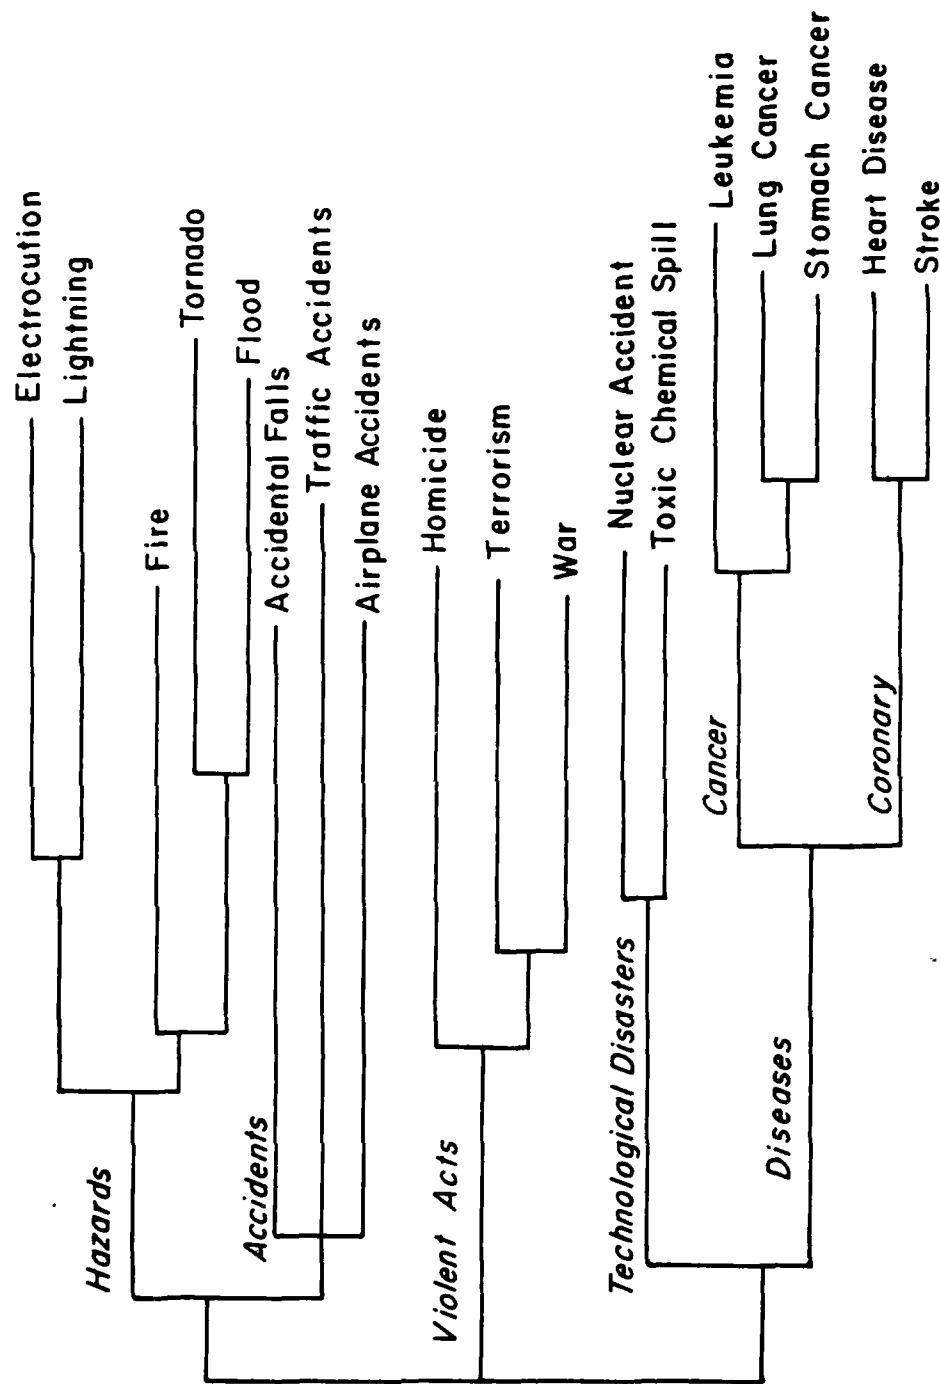 Electrocution
Lightning
Hazards
Fire
Tornado
Flood
Accidents
Accidental Falls
Traffic Accidents
Airplane Accidents
Violent Acts
Homicide
Terrorism
War
Technological Disasters
Nuclear Accident
Toxic Chemical Spill
Diseases
Cancer
Leukemia
Lung Cancer
Stomach Cancer
Coronary
Heart Disease
Stroke